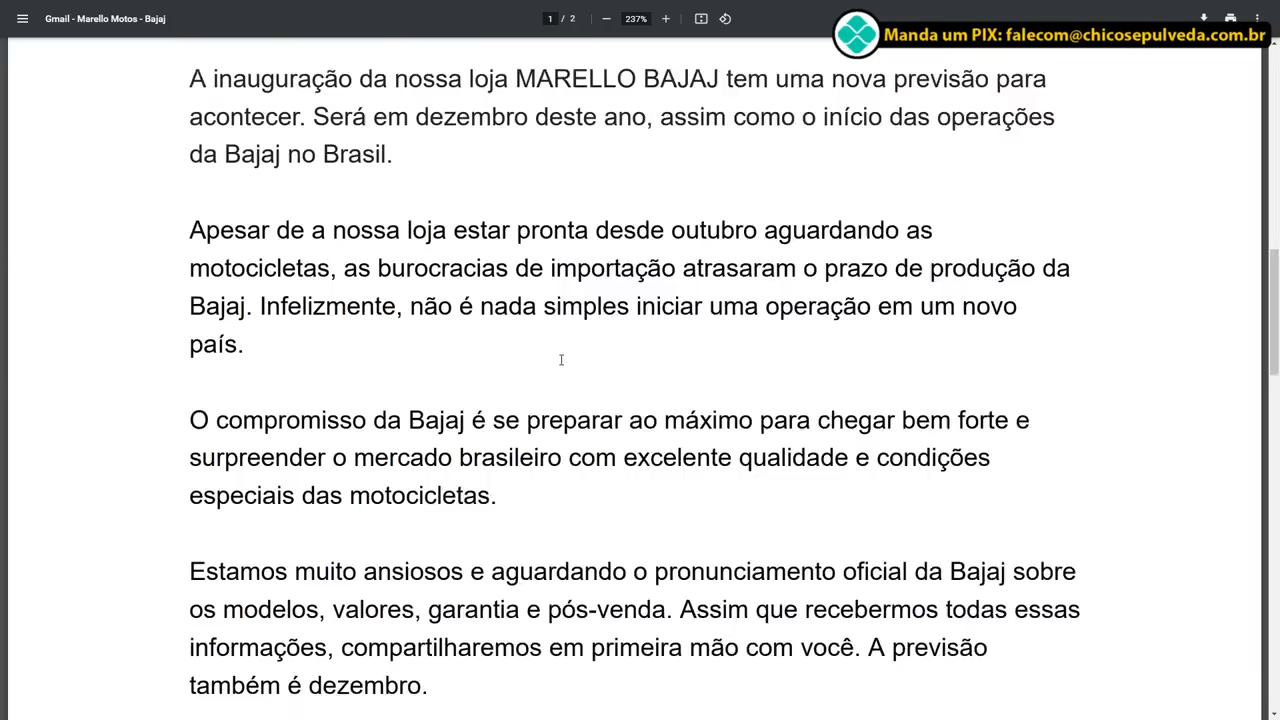 Gmail - Marello Motos - Bajaj
1 / 2
237%
Manda um PIX: falecom@chicosepulveda.com.br
A inauguração da nossa loja MARELLO BAJAJ tem uma nova previsão para
acontecer. Será em dezembro deste ano, assim como o início das operações
da Bajaj no Brasil.
Apesar de a nossa loja estar pronta desde outubro aguardando as
motocicletas, as burocracias de importação atrasaram o prazo de produção da
Bajaj. Infelizmente, não é nada simples iniciar uma operação em um novo
país.
O compromisso da Bajaj é se preparar ao máximo para chegar bem forte e
surpreender o mercado brasileiro com excelente qualidade e condições
especiais das motocicletas.
Estamos muito ansiosos e aguardando o pronunciamento oficial da Bajaj sobre
os modelos, valores, garantia e pós-venda. Assim que recebermos todas essas
informações, compartilharemos em primeira mão com você. A previsão
também é dezembro.